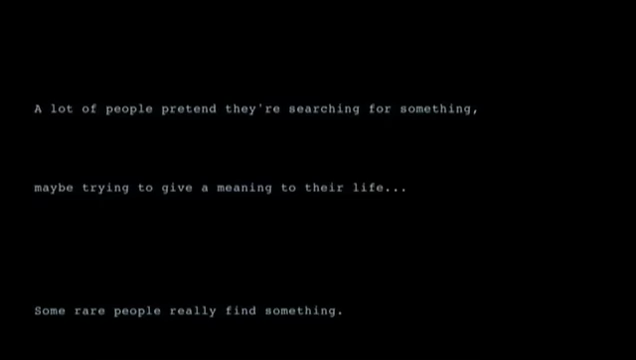 A lot of people pretend they're searching for something,
maybe trying to give a meaning to their life...
Some rare people really find something.